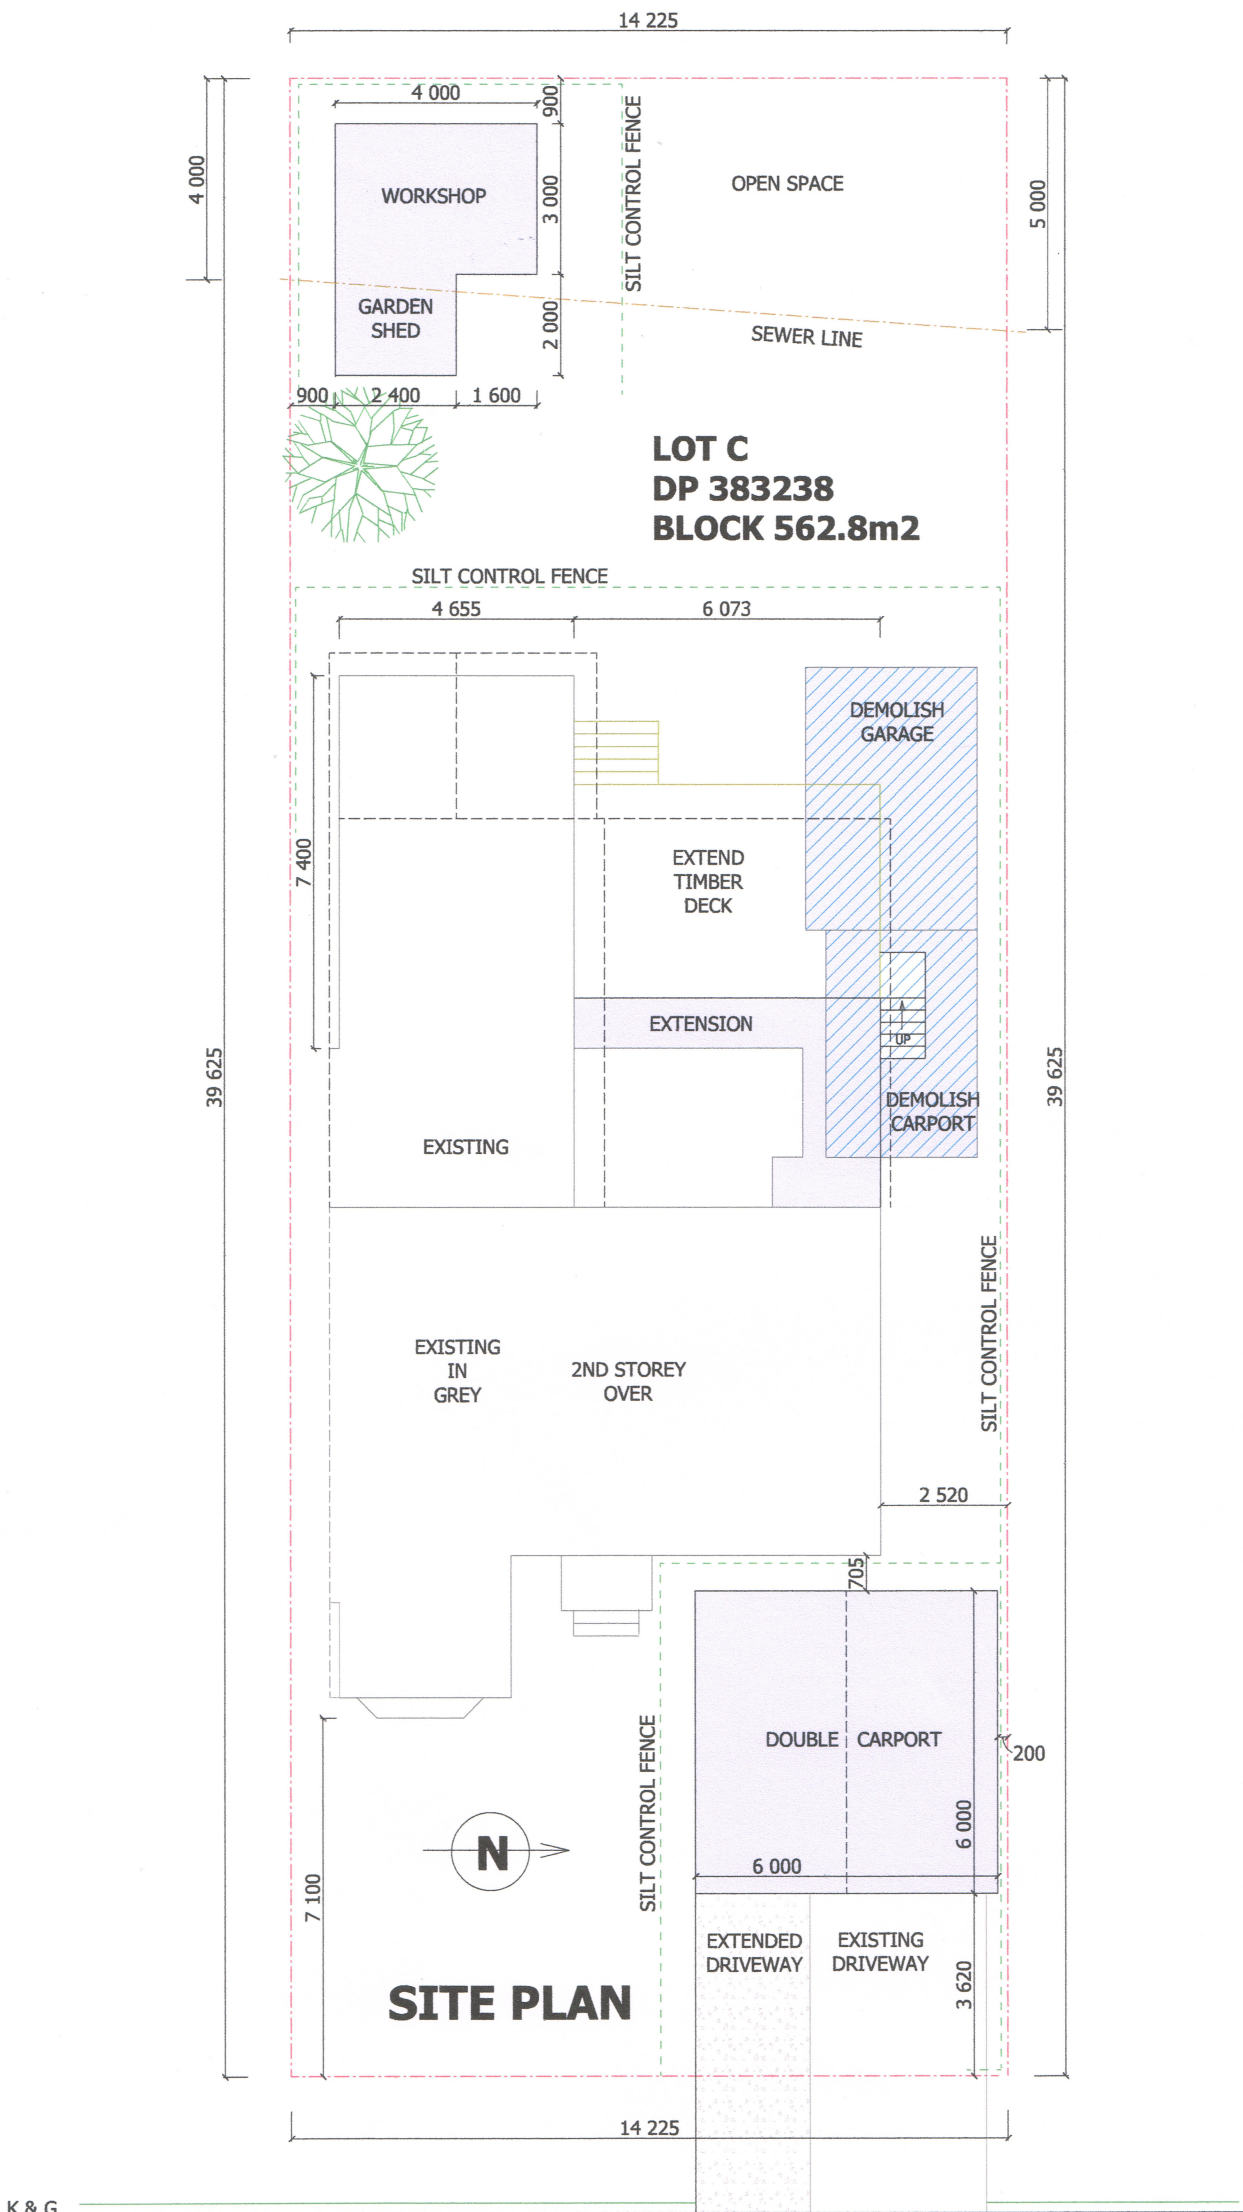 14 225
4 000
900
4 000
WORKSHOP
3 000
SILT CONTROL FENCE
OPEN SPACE
5 000
GARDEN
SHED
2 000
SEWER LINE
900
2 400
1 600
LOT C
DP 383238
BLOCK 562.8m2
SILT CONTROL FENCE
4 655
6 073
DEMOLISH
GARAGE
7 400
EXTEND
TIMBER
DECK
EXTENSION
UP
39 625
39 625
DEMOLISH
CARPORT
EXISTING
SILT CONTROL FENCE
EXISTING
IN
GREY
2ND STOREY
OVER
2 520
705
DOUBLE CARPORT
200
SILT CONTROL FENCE
6 000
N
6 000
7 100
EXTENDED
DRIVEWAY
EXISTING
DRIVEWAY
3 620
SITE PLAN
14 225
K & G